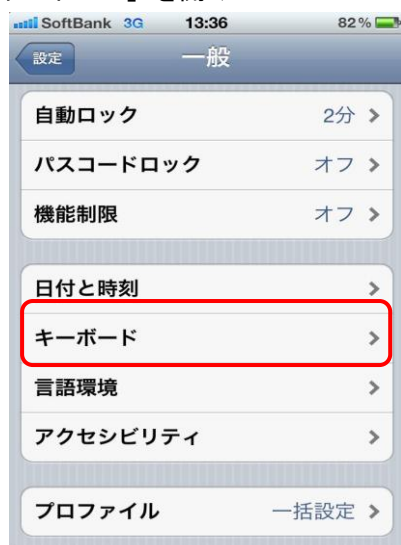 SoftBank 3G 13:36 82%
設定 一般
自動ロック 2分
パスコードロック オフ
機能制限 オフ
日付と時刻
キーボード
言語環境
アクセシビリティ
プロファイル 一括設定